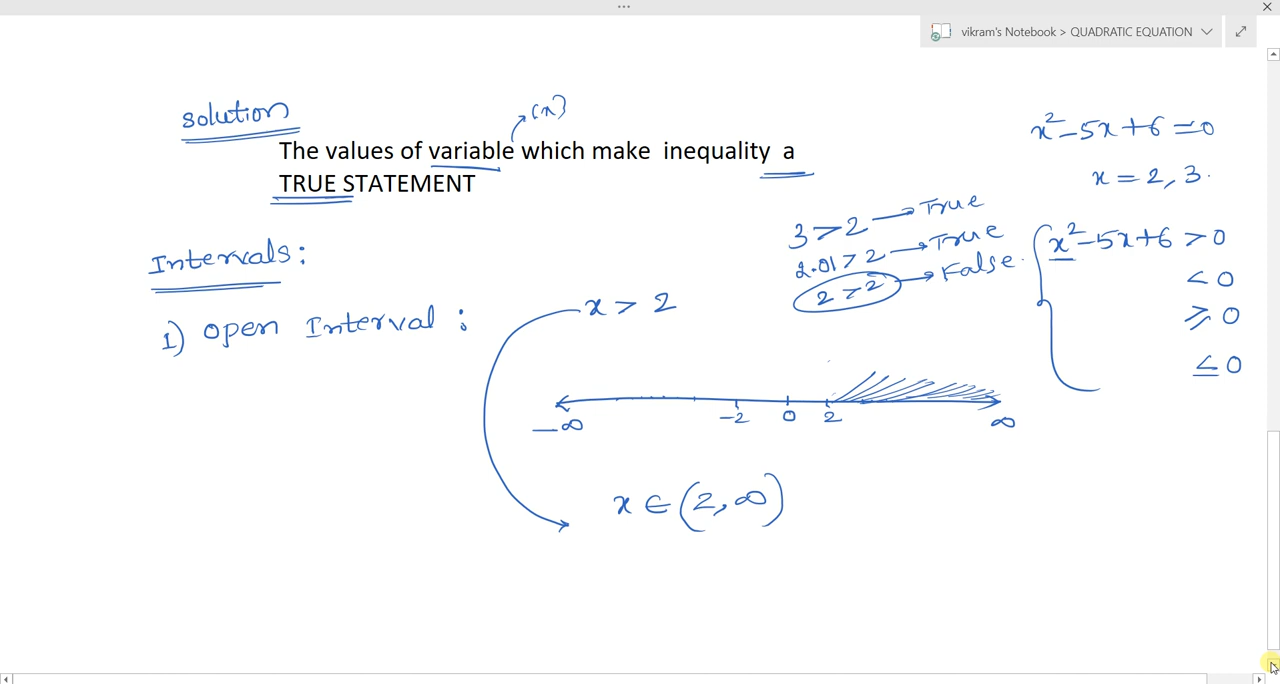 vikram's Notebook > QUADRATIC EQUATION
solution
(x)
The values of variable which make inequality a
TRUE STATEMENT
x² - 5x + 6 = 0
x = 2, 3.
3 > 2 → True
2.01 > 2 → True
2 > 2 → False.
x² - 5x + 6 > 0
< 0
≥ 0
≤ 0
Intervals:
1) open Interval :
x > 2
-∞ -2 0 2 ∞
x ∈ (2, ∞)